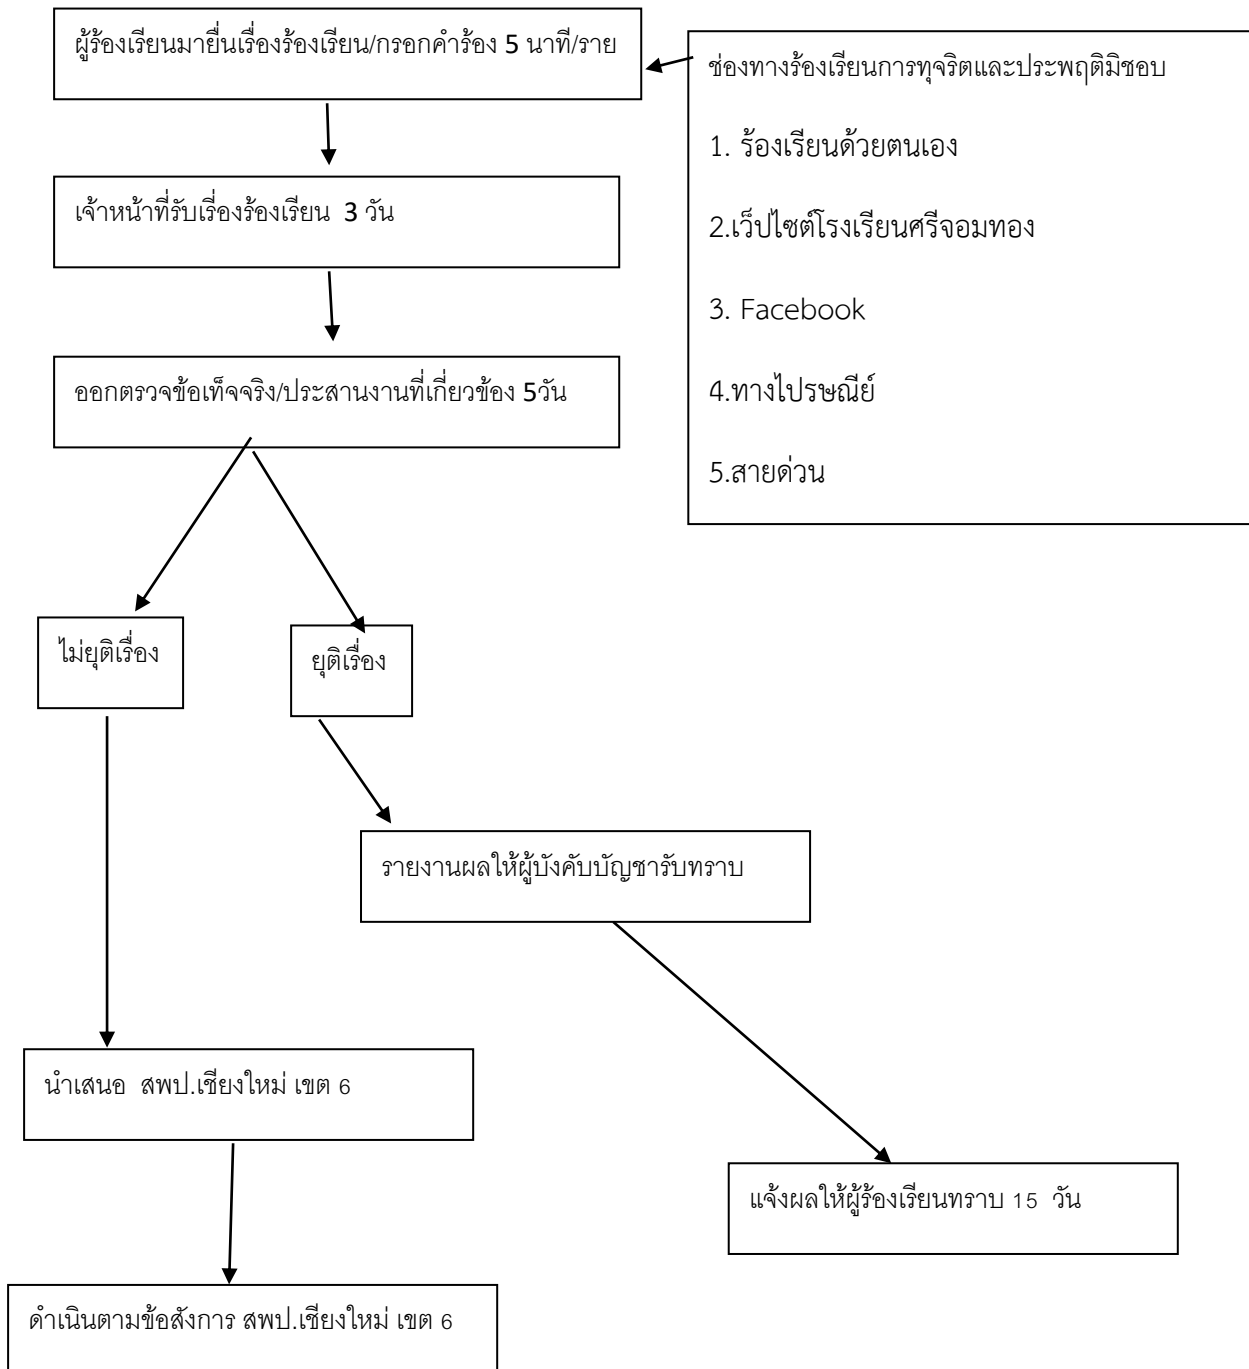 ผู้ร้องเรียนมายื่นเรื่องร้องเรียน/กรอกคำร้อง 5 นาที/ราย
ช่องทางร้องเรียนการทุจริตและประพฤติมิชอบ
1. ร้องเรียนด้วยตนเอง
2.เว็ปไซต์โรงเรียนศรีจอมทอง
3. Facebook
4.ทางไปรษณีย์
5.สายด่วน
เจ้าหน้าที่รับเรื่องร้องเรียน 3 วัน
ออกตรวจข้อเท็จจริง/ประสานงานที่เกี่ยวข้อง 5วัน
ไม่ยุติเรื่อง
ยุติเรื่อง
รายงานผลให้ผู้บังคับบัญชารับทราบ
นำเสนอ สพป.เชียงใหม่ เขต 6
แจ้งผลให้ผู้ร้องเรียนทราบ 15 วัน
ดำเนินตามข้อสังการ สพป.เชียงใหม่ เขต 6